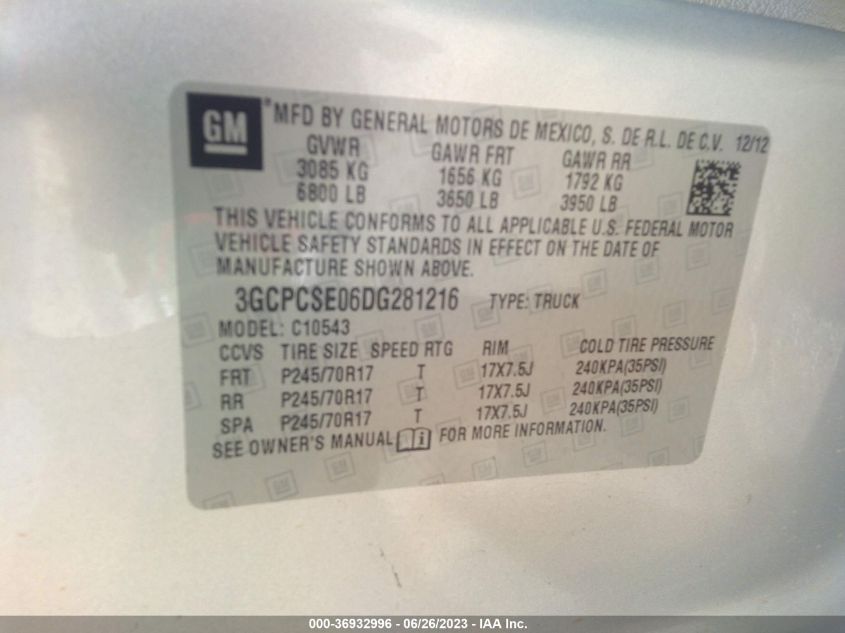 GM ® MFD BY GENERAL MOTORS DE MEXICO, S. DE R.L. DE C.V. 12/12
GVWR GAWR FRT GAWR RR
3085 KG 1656 KG 1792 KG
6800 LB 3650 LB 3950 LB
THIS VEHICLE CONFORMS TO ALL APPLICABLE U.S. FEDERAL MOTOR
VEHICLE SAFETY STANDARDS IN EFFECT ON THE DATE OF
MANUFACTURE SHOWN ABOVE.
3GCPCSE06DG281216 TYPE: TRUCK
MODEL: C10543
CCVS TIRE SIZE SPEED RTG RIM COLD TIRE PRESSURE
FRT P245/70R17 T 17X7.5J 240KPA(35PSI)
RR P245/70R17 T 17X7.5J 240KPA(35PSI)
SPA P245/70R17 T 17X7.5J 240KPA(35PSI)
SEE OWNER'S MANUAL i FOR MORE INFORMATION.
000-36932996 - 06/26/2023 - IAA Inc.